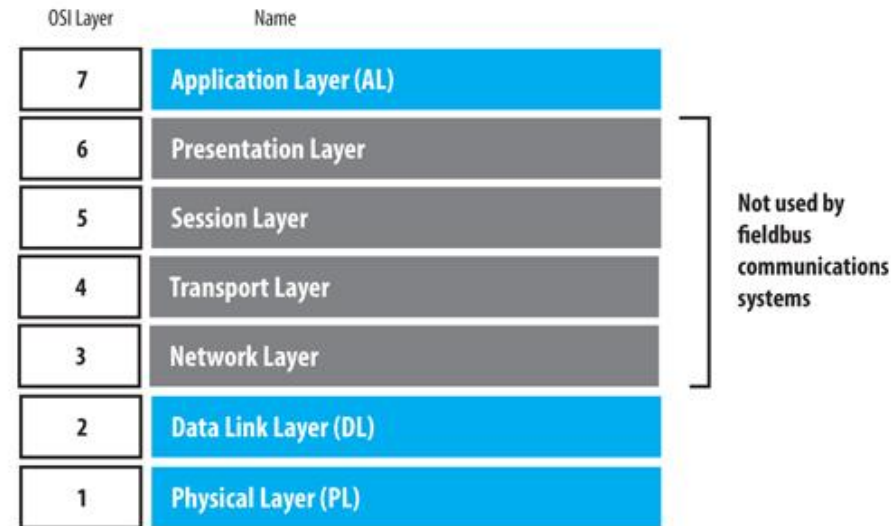 OSI Layer Name
7 Application Layer (AL)
6 Presentation Layer
5 Session Layer
4 Transport Layer
3 Network Layer
2 Data Link Layer (DL)
1 Physical Layer (PL)
Not used by
fieldbus
communications
systems